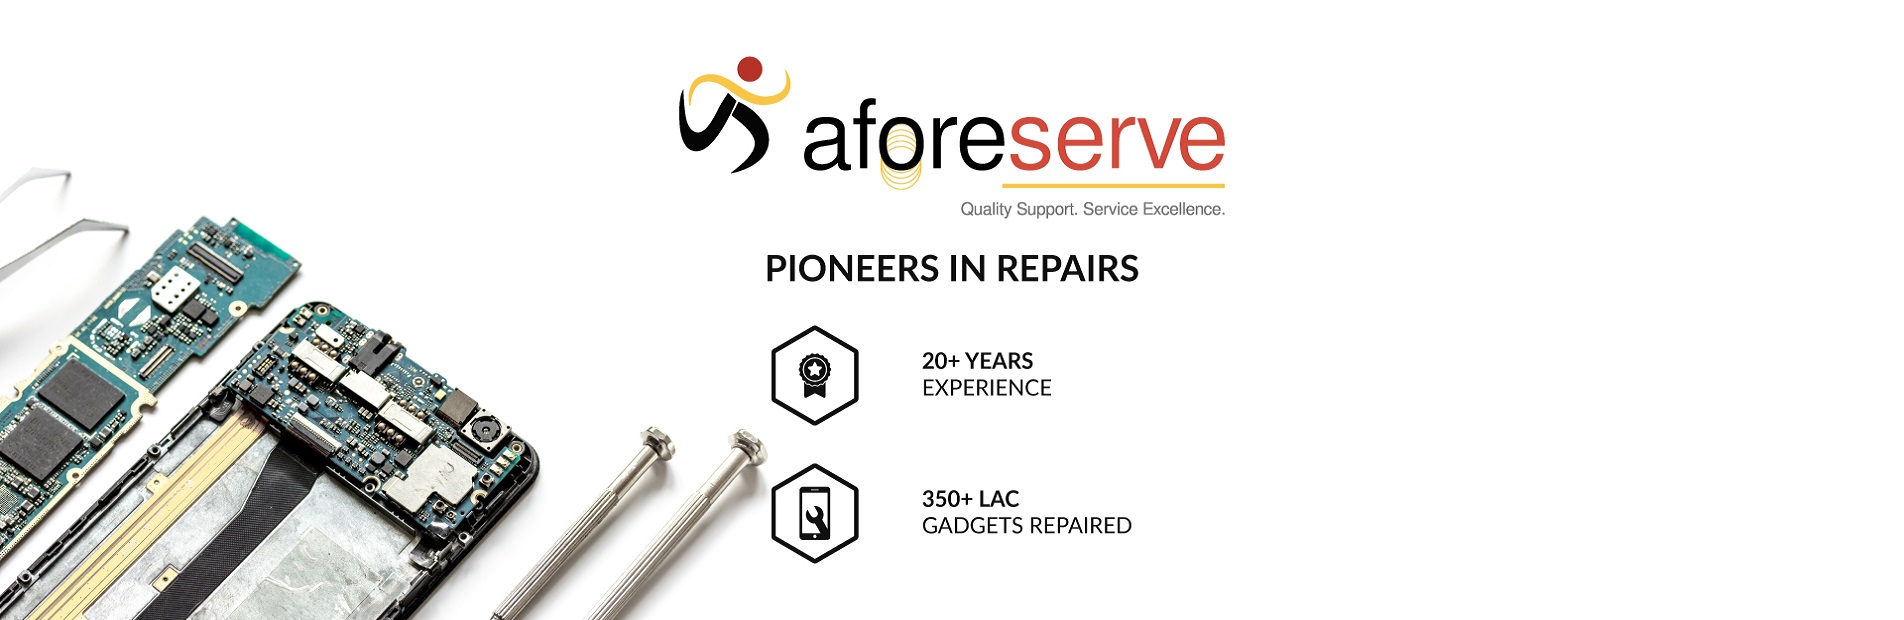 aforeserve
Quality Support. Service Excellence.
PIONEERS IN REPAIRS
20+ YEARS
EXPERIENCE
350+ LAC
GADGETS REPAIRED